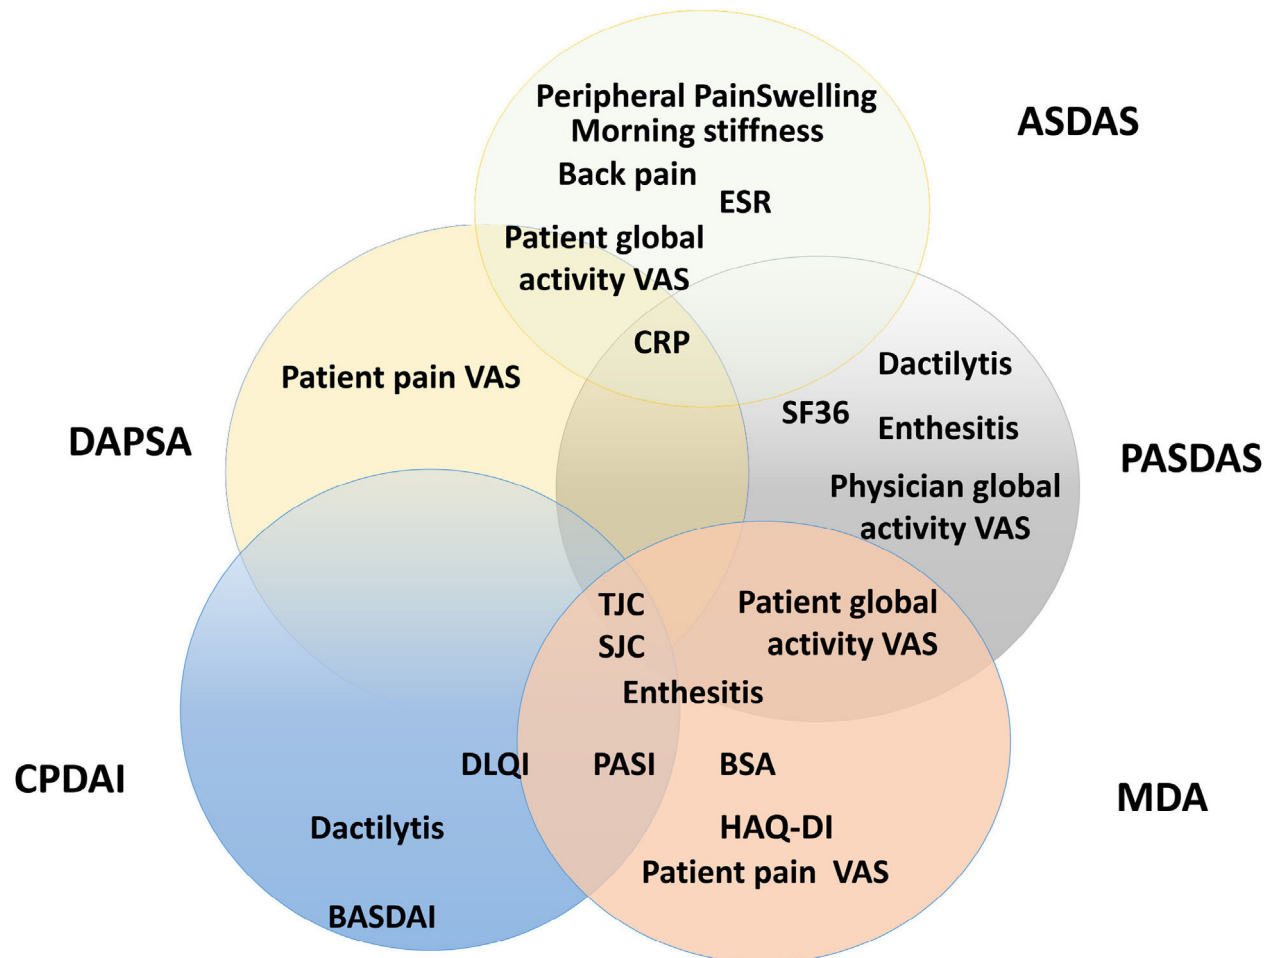 Peripheral PainSwelling
Morning stiffness
ASDAS
Back pain
ESR
Patient global
activity VAS
CRP
Patient pain VAS
Dactilytis
SF36
Enthesitis
DAPSA
PASDAS
Physician global
activity VAS
TJC
SJC
Patient global
activity VAS
Enthesitis
DLQI
PASI
BSA
CPDAI
MDA
Dactilytis
HAQ-DI
Patient pain VAS
BASDAI